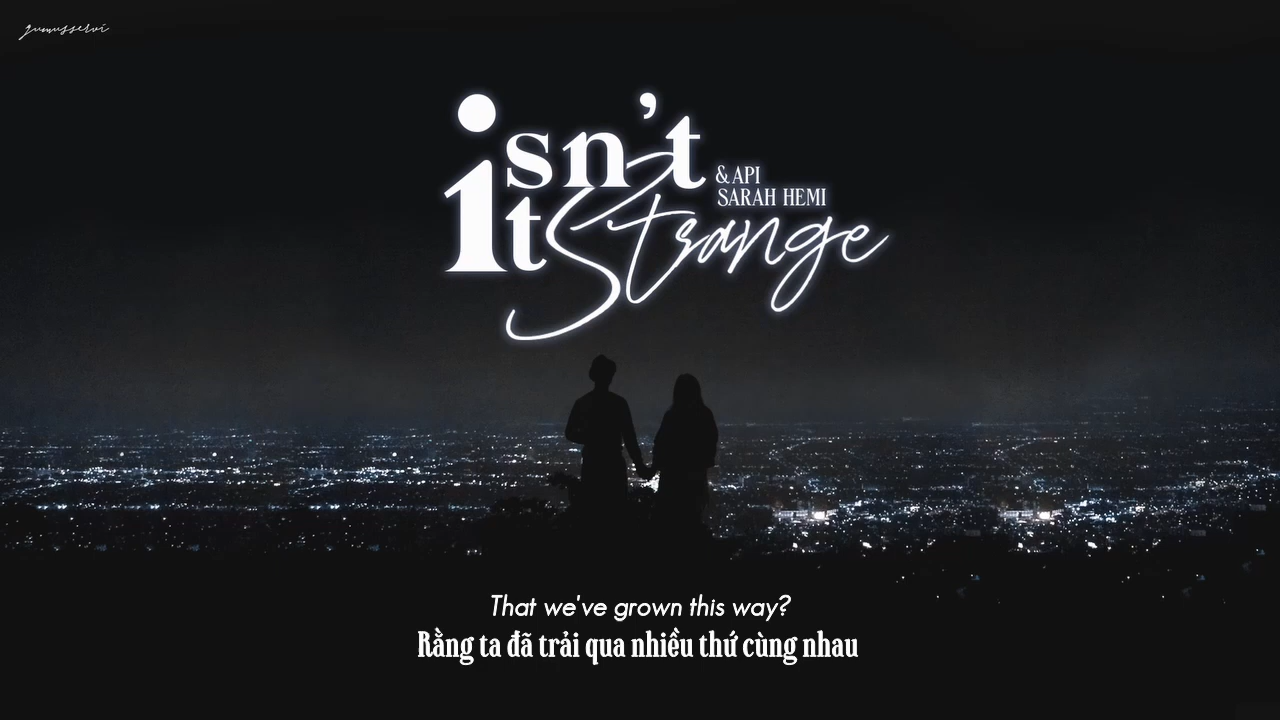 gumusservi
isn't
it Strange
& API
SARAH HEMI
That we've grown this way?
Rằng ta đã trải qua nhiều thứ cùng nhau